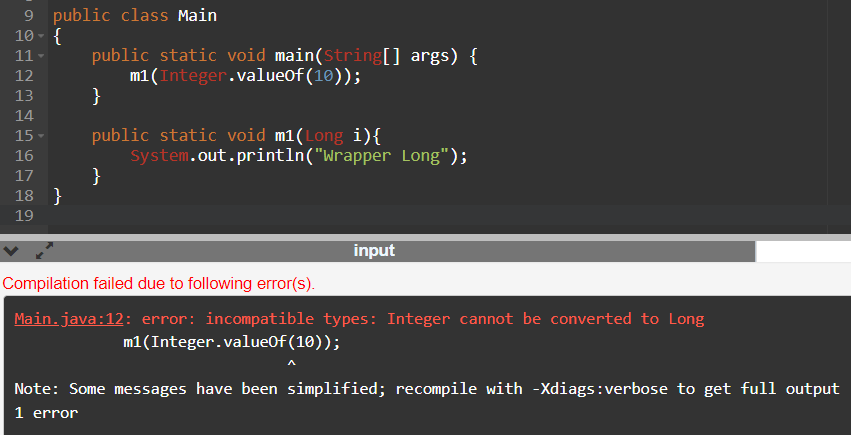 9 public class Main
10 {
11 public static void main(String[] args) {
12 m1(Integer.valueOf(10));
13 }
14
15 public static void m1(Long i){
16 System.out.println("Wrapper Long");
17 }
18 }
19
input
Compilation failed due to following error(s).
Main.java:12: error: incompatible types: Integer cannot be converted to Long
m1(Integer.valueOf(10));
^
Note: Some messages have been simplified; recompile with -Xdiags:verbose to get full output
1 error